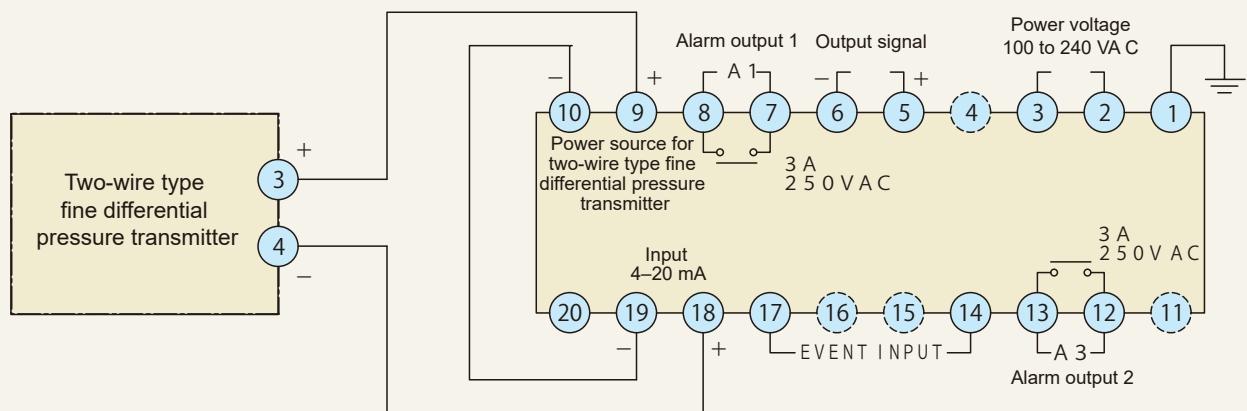 Two-wire type
fine differential
pressure transmitter
3
+
4
−
Alarm output 1
A 1
Output signal
−
+
Power voltage
100 to 240 VA C
−
+
10
9
8
7
6
5
4
3
2
1
Power source for
two-wire type fine
differential pressure
transmitter
3 A
2 5 0 V AC
Input
4–20 mA
3 A
2 5 0 V AC
20
19
18
17
16
15
14
13
12
11
−
+
EVENT INPUT
A 3
Alarm output 2